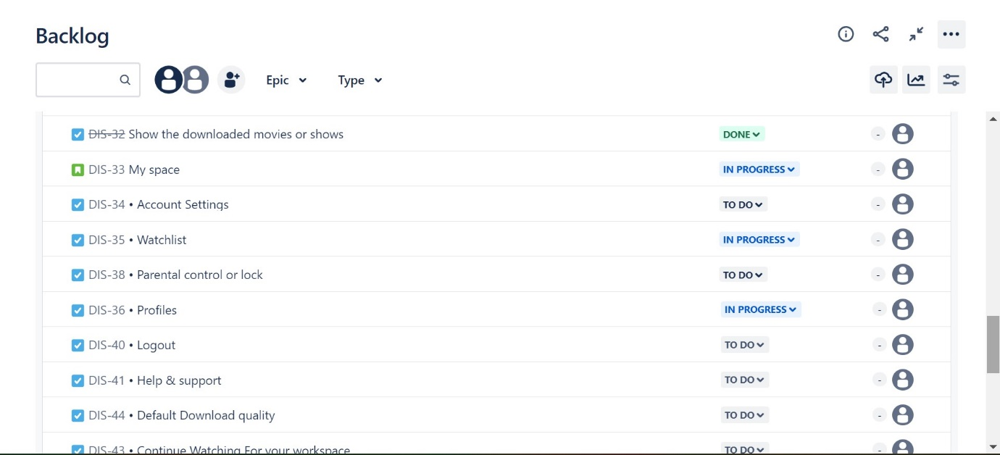 Backlog
Epic Type
DIS-32 Show the downloaded movies or shows DONE -
DIS-33 My space IN PROGRESS -
DIS-34 • Account Settings TO DO -
DIS-35 • Watchlist IN PROGRESS -
DIS-38 • Parental control or lock TO DO -
DIS-36 • Profiles IN PROGRESS -
DIS-40 • Logout TO DO -
DIS-41 • Help & support TO DO -
DIS-44 • Default Download quality TO DO -
DIS-43 • Continue Watching For your workspace TO DO -